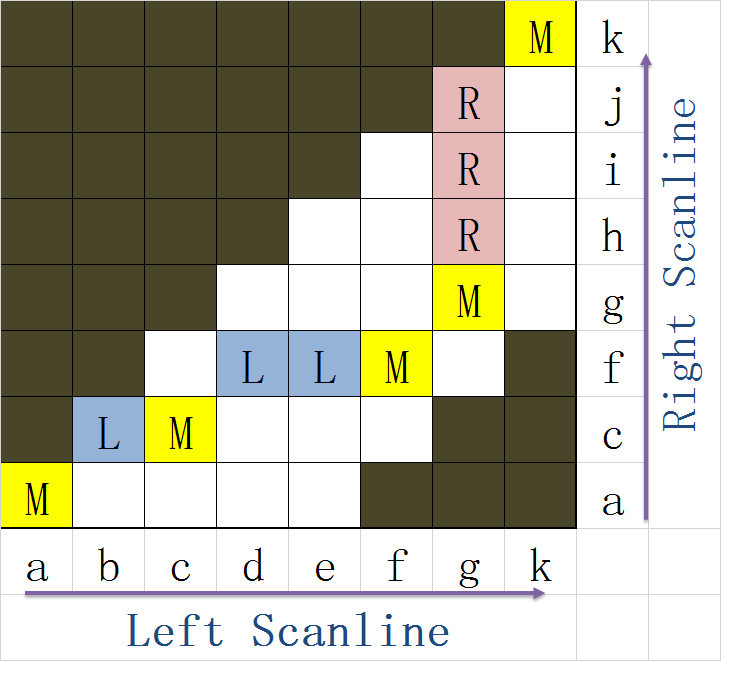 M k
R j
R i
R h
M g
L L M f
L M c
M a
a b c d e f g k
Left Scanline
Right Scanline